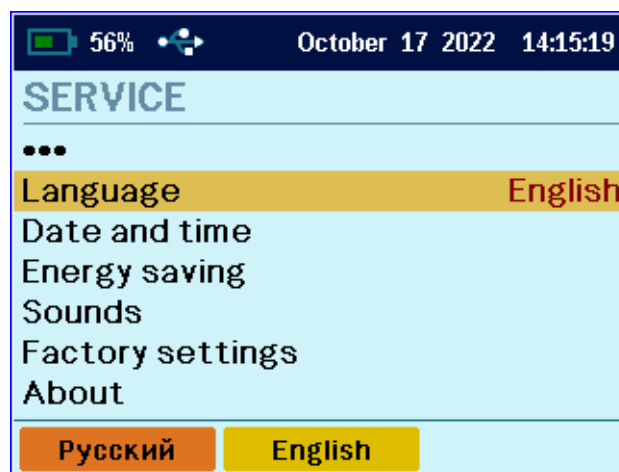 56% October 17 2022 14:15:19
SERVICE
•••
Language English
Date and time
Energy saving
Sounds
Factory settings
About
Русский English